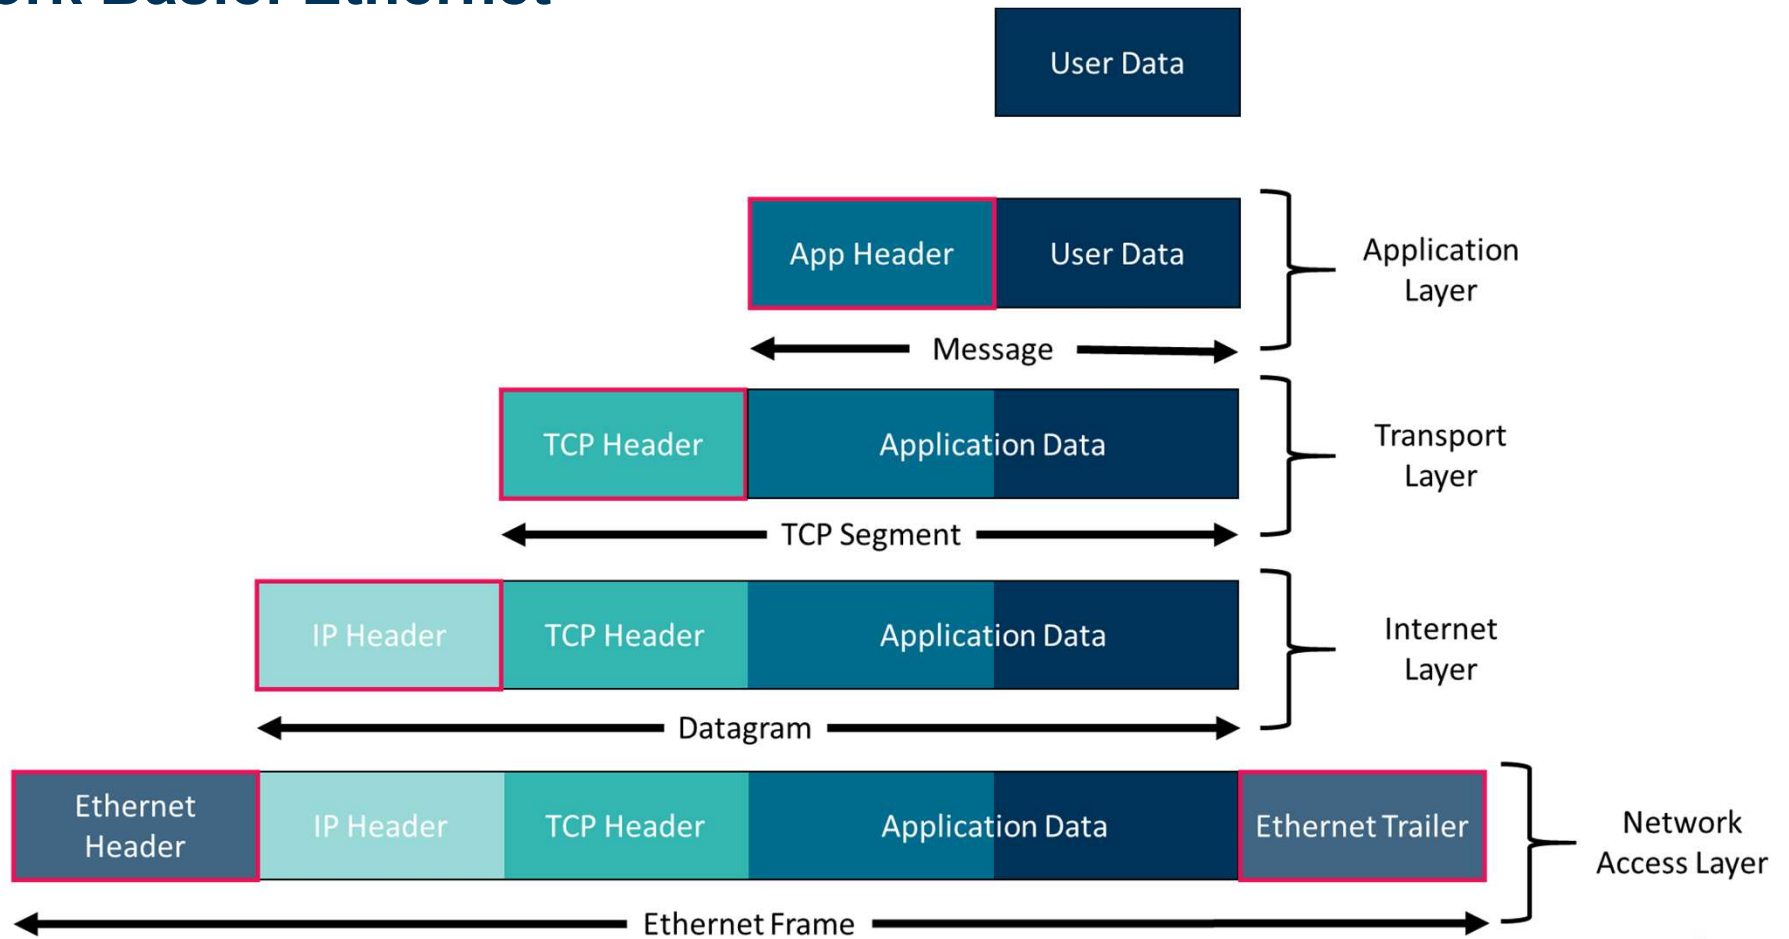 User Data
App Header
User Data
Application
Layer
Message
TCP Header
Application Data
Transport
Layer
TCP Segment
IP Header
TCP Header
Application Data
Internet
Layer
Datagram
Ethernet
Header
IP Header
TCP Header
Application Data
Ethernet Trailer
Network
Access Layer
Ethernet Frame